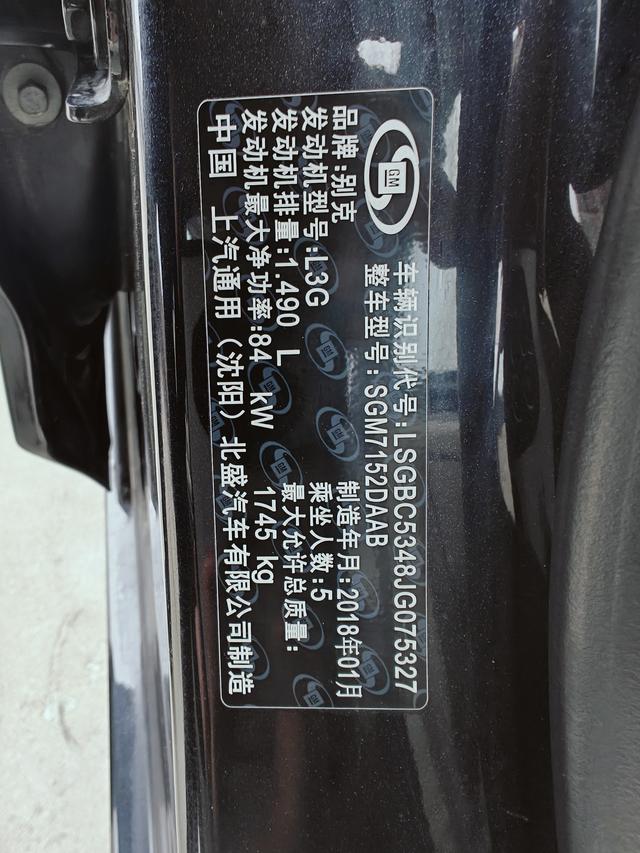 GM
车辆识别代号:LSGBC5348JG075327
整车型号:SGM7152DAAB
品牌:别克
制造年月:2018年01月
发动机型号:L3G
乘坐人数:5
发动机排量:1.490 L
最大允许总质量:
发动机最大净功率:84 kW
1745 kg
中国 上汽通用（沈阳）北盛汽车有限公司制造